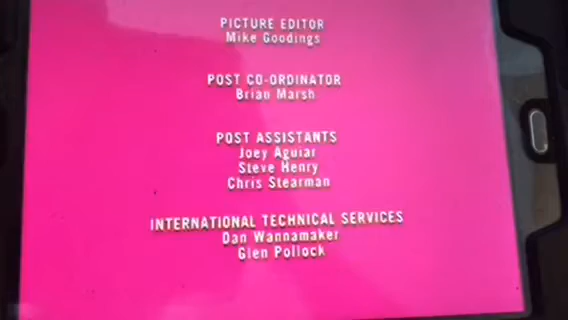 PICTURE EDITOR
Mike Goodings
POST CO-ORDINATOR
Brian Marsh
POST ASSISTANTS
Joey Aguiar
Steve Henry
Chris Stearman
INTERNATIONAL TECHNICAL SERVICES
Dan Wannamaker
Glen Pollock